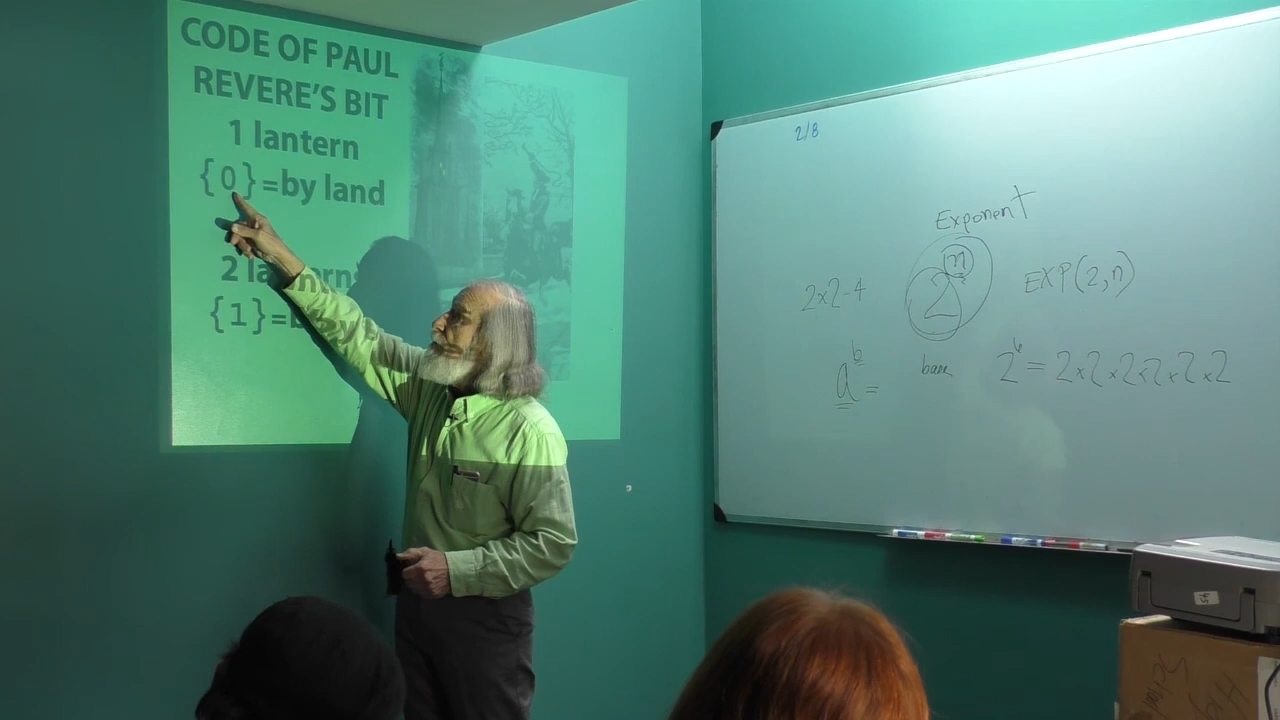 CODE OF PAUL
REVERE'S BIT
1 lantern
{0}=by land
2 la
{1}=
2/8
Exponent
n
2
EXP(2,n)
2x2-4
a^b =
base
2^6 = 2x2x2x2x2x2